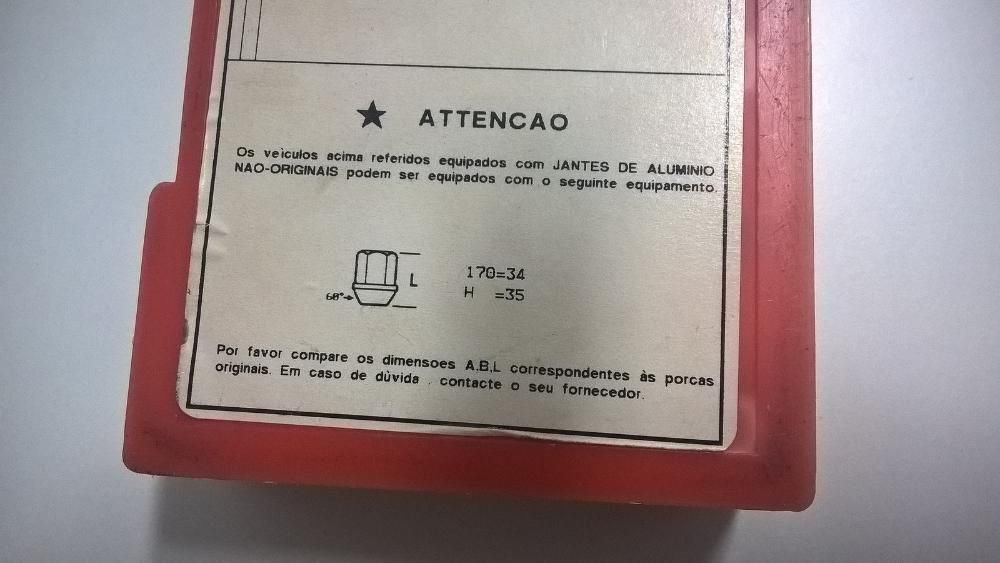 ★ ATTENCAO
Os veìculos acima referidos equipados com JANTES DE ALUMINIO
NAO-ORIGINAIS podem ser equipados com o seguinte equipamento.
170=34
L
60°
H =35
Por favor compare os dimensoes A,B,L correspondentes às porcas
originais. Em caso de dùvida , contacte o seu fornecedor.